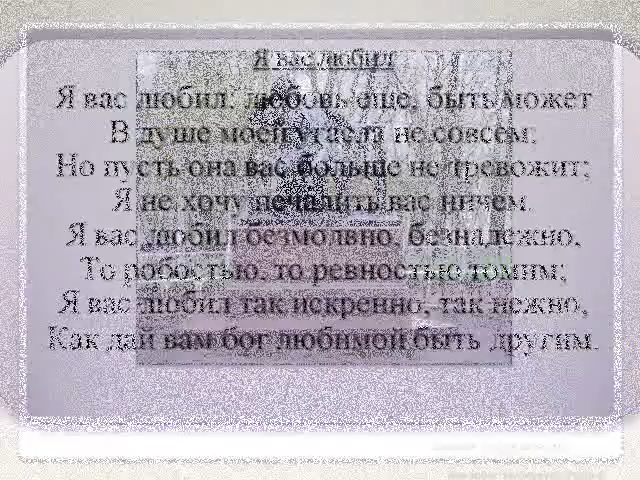 Я вас любил
Я вас любил: любовь еще, быть может
В душе моей угасла не совсем;
Но пусть она вас больше не тревожит;
Я не хочу печалить вас ничем.
Я вас любил безмолвно, безнадежно,
То робостью, то ревностью томим;
Я вас любил так искренно, так нежно,
Как дай вам бог любимой быть другим.